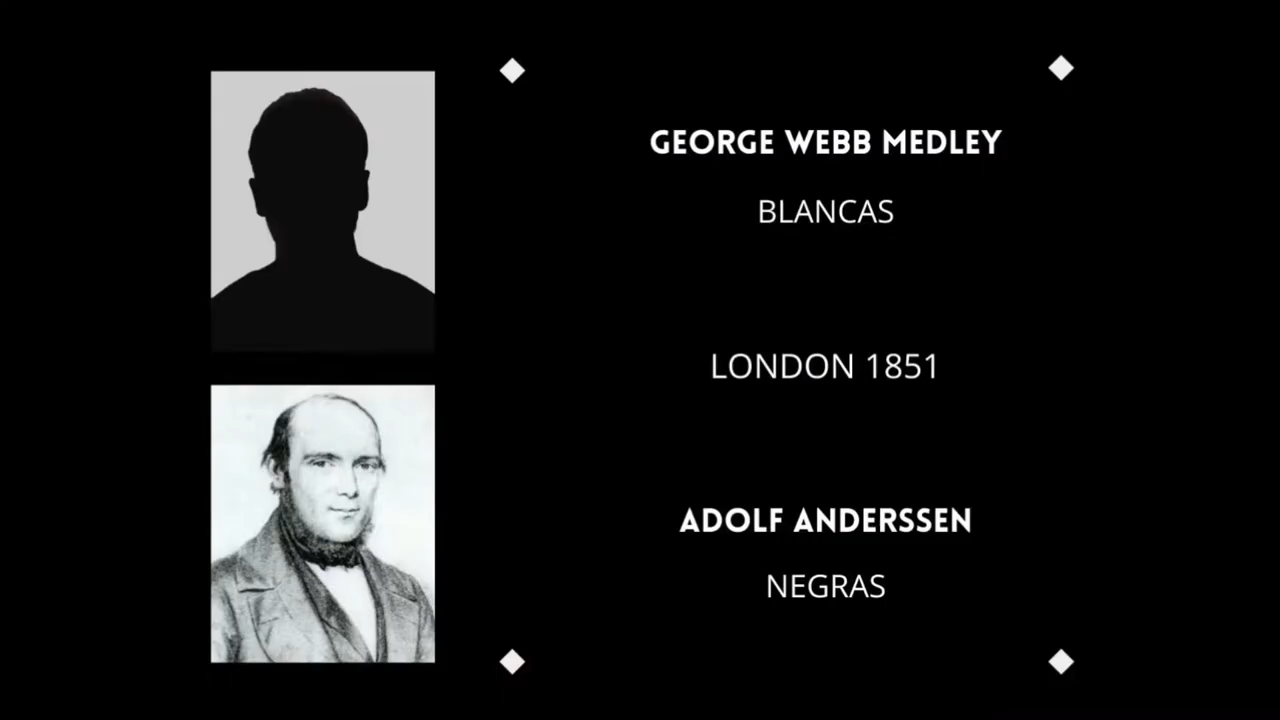 GEORGE WEBB MEDLEY
BLANCAS
LONDON 1851
ADOLF ANDERSSEN
NEGRAS